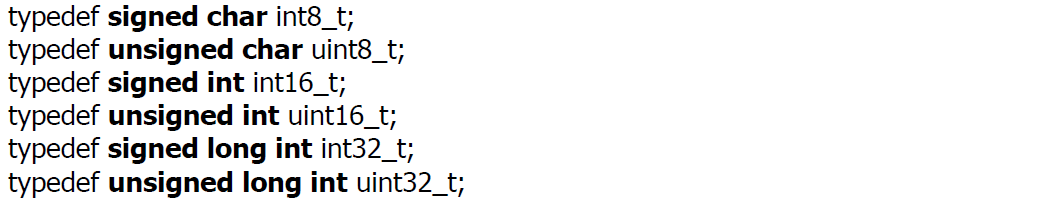 typedef signed char int8_t;
typedef unsigned char uint8_t;
typedef signed int int16_t;
typedef unsigned int uint16_t;
typedef signed long int int32_t;
typedef unsigned long int uint32_t;